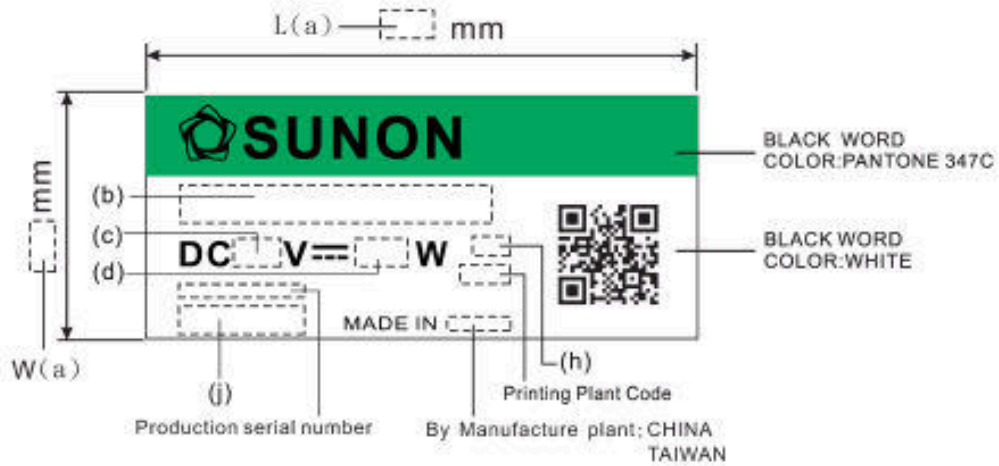 L(a) mm
SUNON
BLACK WORD
COLOR:PANTONE 347C
mm
(b)
(c)
DC V W
(d)
BLACK WORD
COLOR:WHITE
MADE IN
W(a)
(j)
(h)
Printing Plant Code
Production serial number
By Manufacture plant; CHINA
TAIWAN